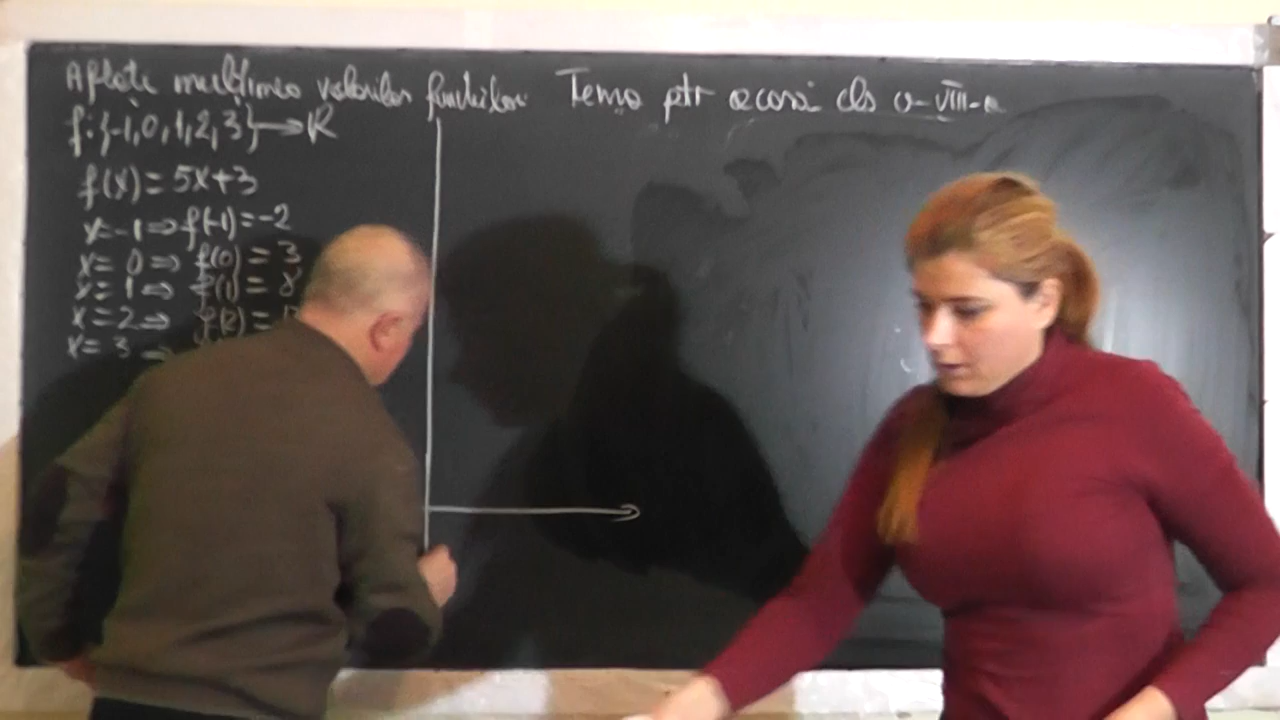 Aflati multimea valorilor functiilor Tema ptr acasa cls a-VIII-a
f:{-1,0,1,2,3}→R
f(x)=5x+3
x=-1⇒f(-1)=-2
x=0⇒f(0)=3
x=1⇒f(1)=8
x=2⇒f(2)=
x=3⇒